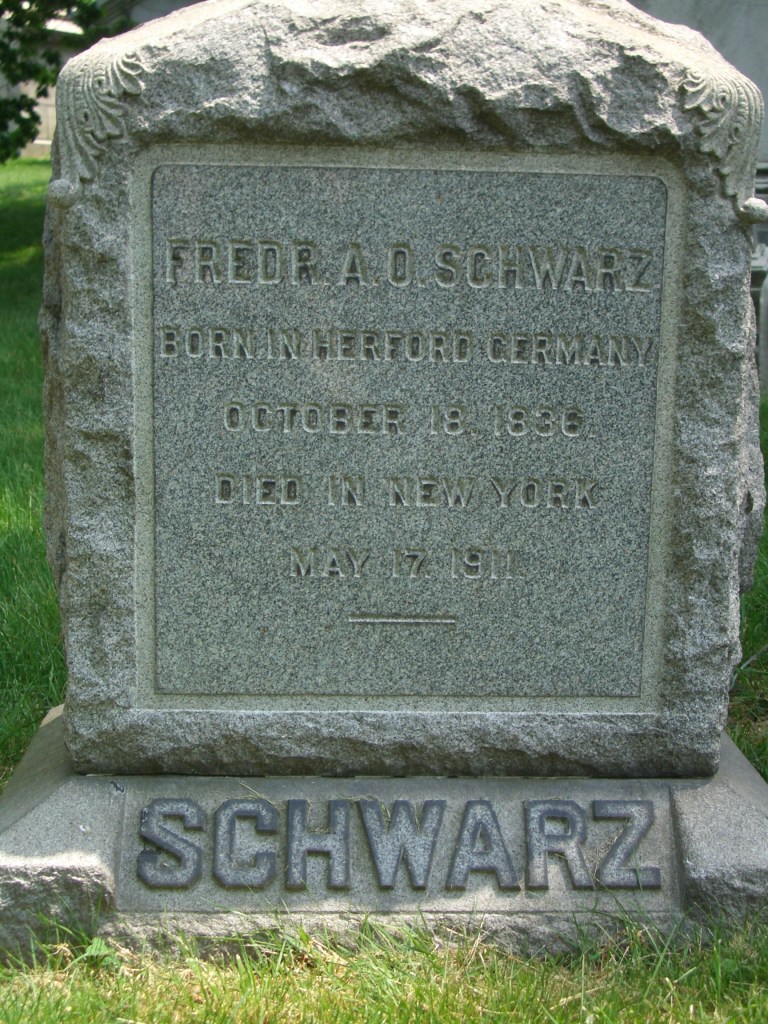 FREDR. A. O. SCHWARZ
BORN IN HERFORD GERMANY
OCTOBER 18, 1836.
DIED IN NEW YORK
MAY 17, 1911.
SCHWARZ